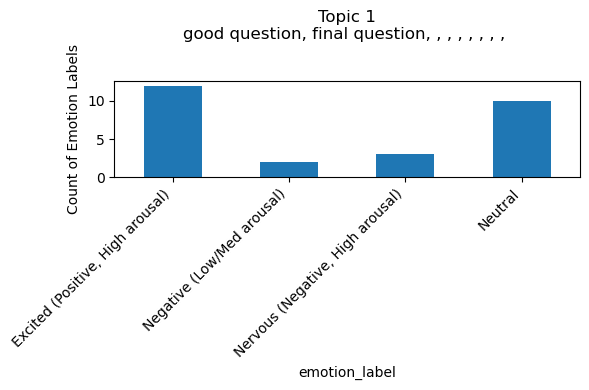 Topic 1
good question, final question, , , , , , , ,
Count of Emotion Labels
10
5
0
Excited (Positive, High arousal)
Negative (Low/Med arousal)
Nervous (Negative, High arousal)
Neutral
emotion_label